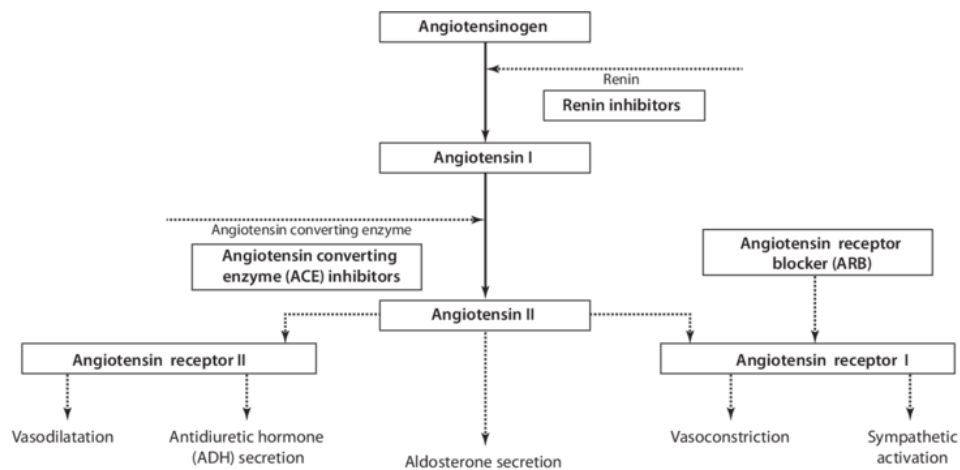 Angiotensinogen
Renin
Renin inhibitors
Angiotensin I
Angiotensin converting enzyme
Angiotensin converting
enzyme (ACE) inhibitors
Angiotensin receptor
blocker (ARB)
Angiotensin II
Angiotensin receptor II
Angiotensin receptor I
Vasodilatation
Antidiuretic hormone
(ADH) secretion
Aldosterone secretion
Vasoconstriction
Sympathetic
activation